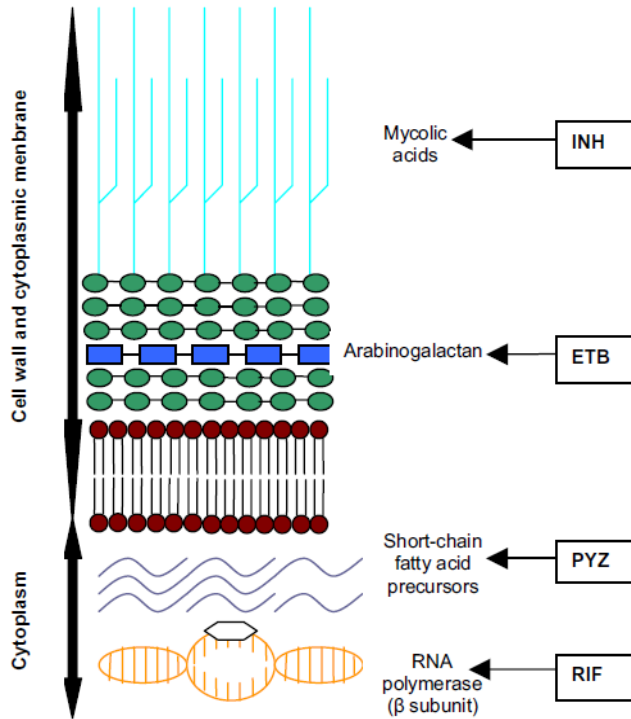 Cell wall and cytoplasmic membrane
Mycolic
acids
INH
Arabinogalactan
ETB
Cytoplasm
Short-chain
fatty acid
precursors
PYZ
RNA
polymerase
(β subunit)
RIF